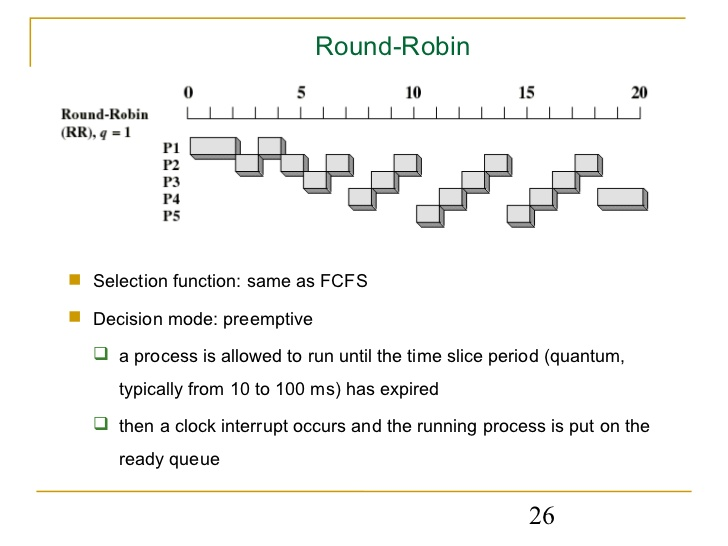 Round-Robin
0 5 10 15 20
Round-Robin
(RR), q = 1
P1
P2
P3
P4
P5
Selection function: same as FCFS
Decision mode: preemptive
a process is allowed to run until the time slice period (quantum,
typically from 10 to 100 ms) has expired
then a clock interrupt occurs and the running process is put on the
ready queue
26